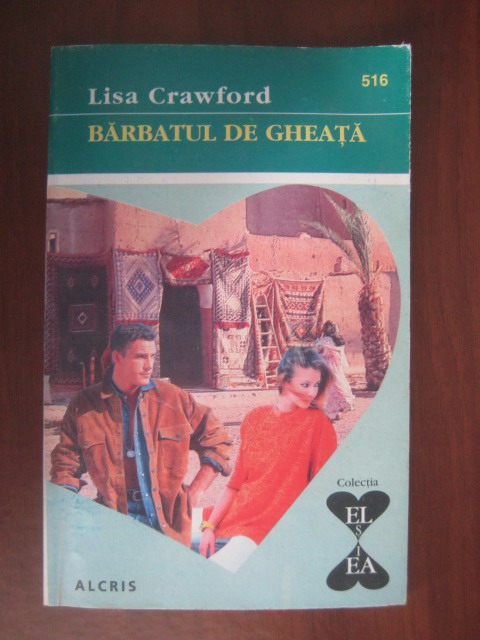 516
Lisa Crawford
BĂRBATUL DE GHEAȚĂ
Colecția
EL
ȘI
EA
ALCRIS